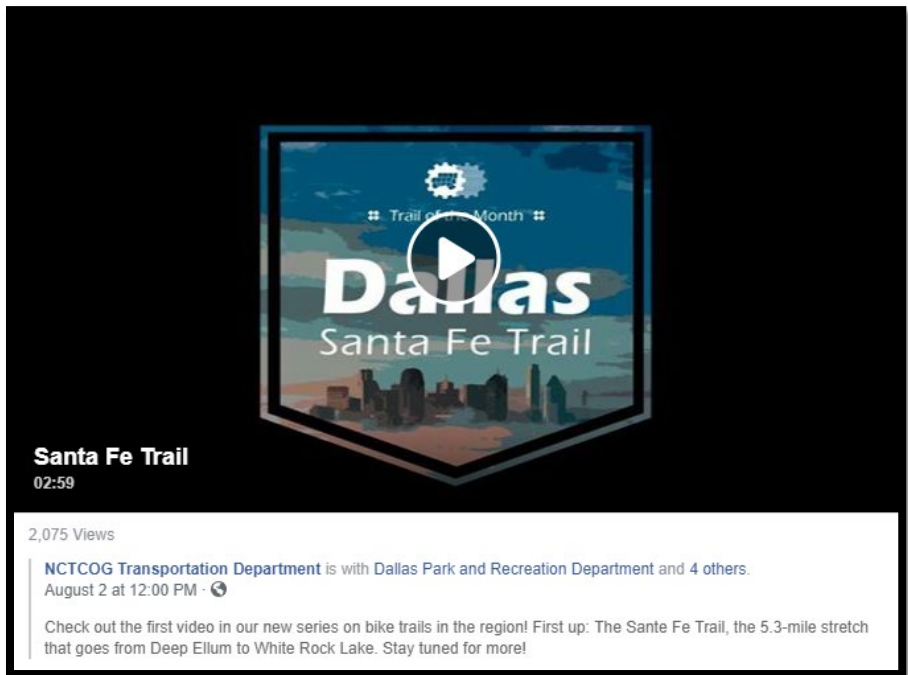 # Trail of the Month #
Dallas
Santa Fe Trail
Santa Fe Trail
02:59
2,075 Views
NCTCOG Transportation Department is with Dallas Park and Recreation Department and 4 others.
August 2 at 12:00 PM ·
Check out the first video in our new series on bike trails in the region! First up: The Sante Fe Trail, the 5.3-mile stretch
that goes from Deep Ellum to White Rock Lake. Stay tuned for more!